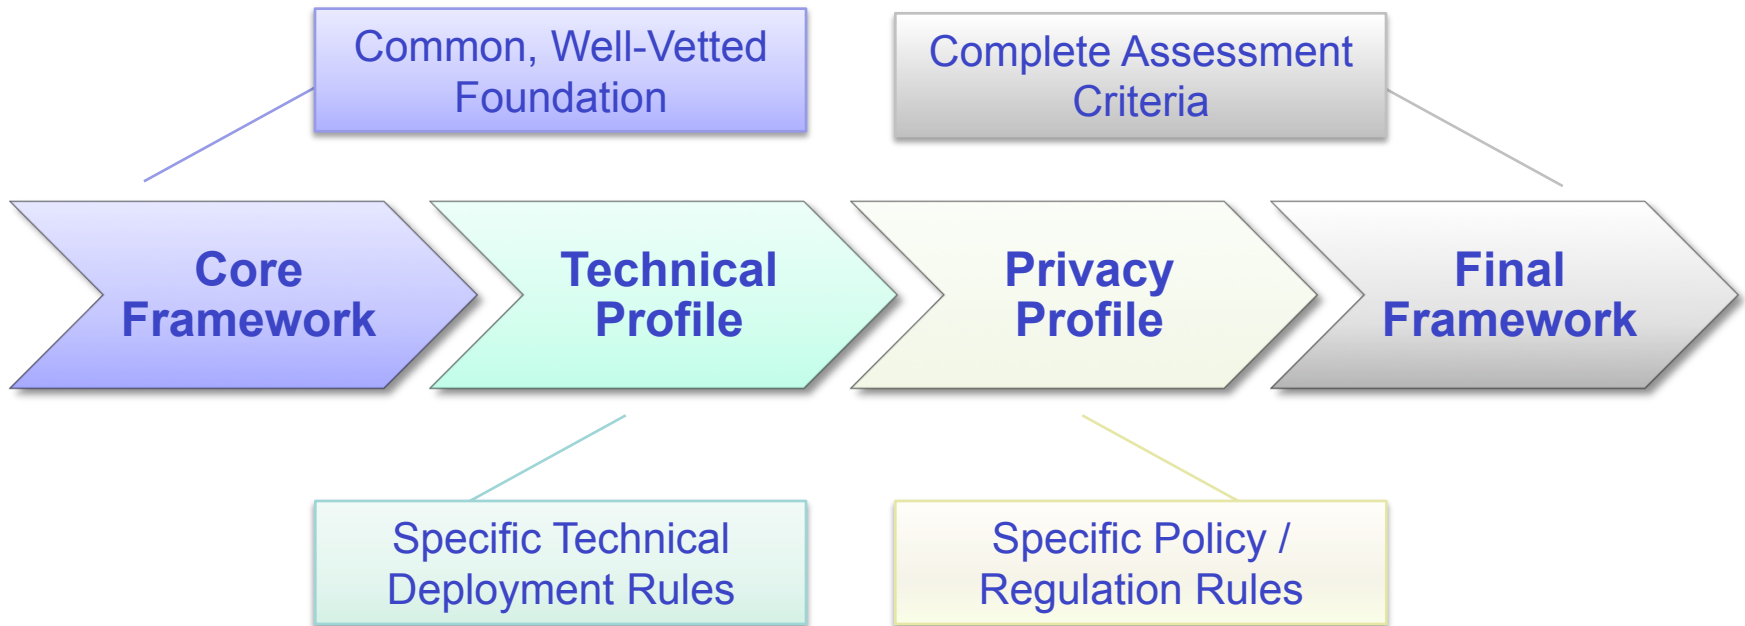 Common, Well-Vetted
Foundation
Complete Assessment
Criteria
Core
Framework
Technical
Profile
Privacy
Profile
Final
Framework
Specific Technical
Deployment Rules
Specific Policy /
Regulation Rules